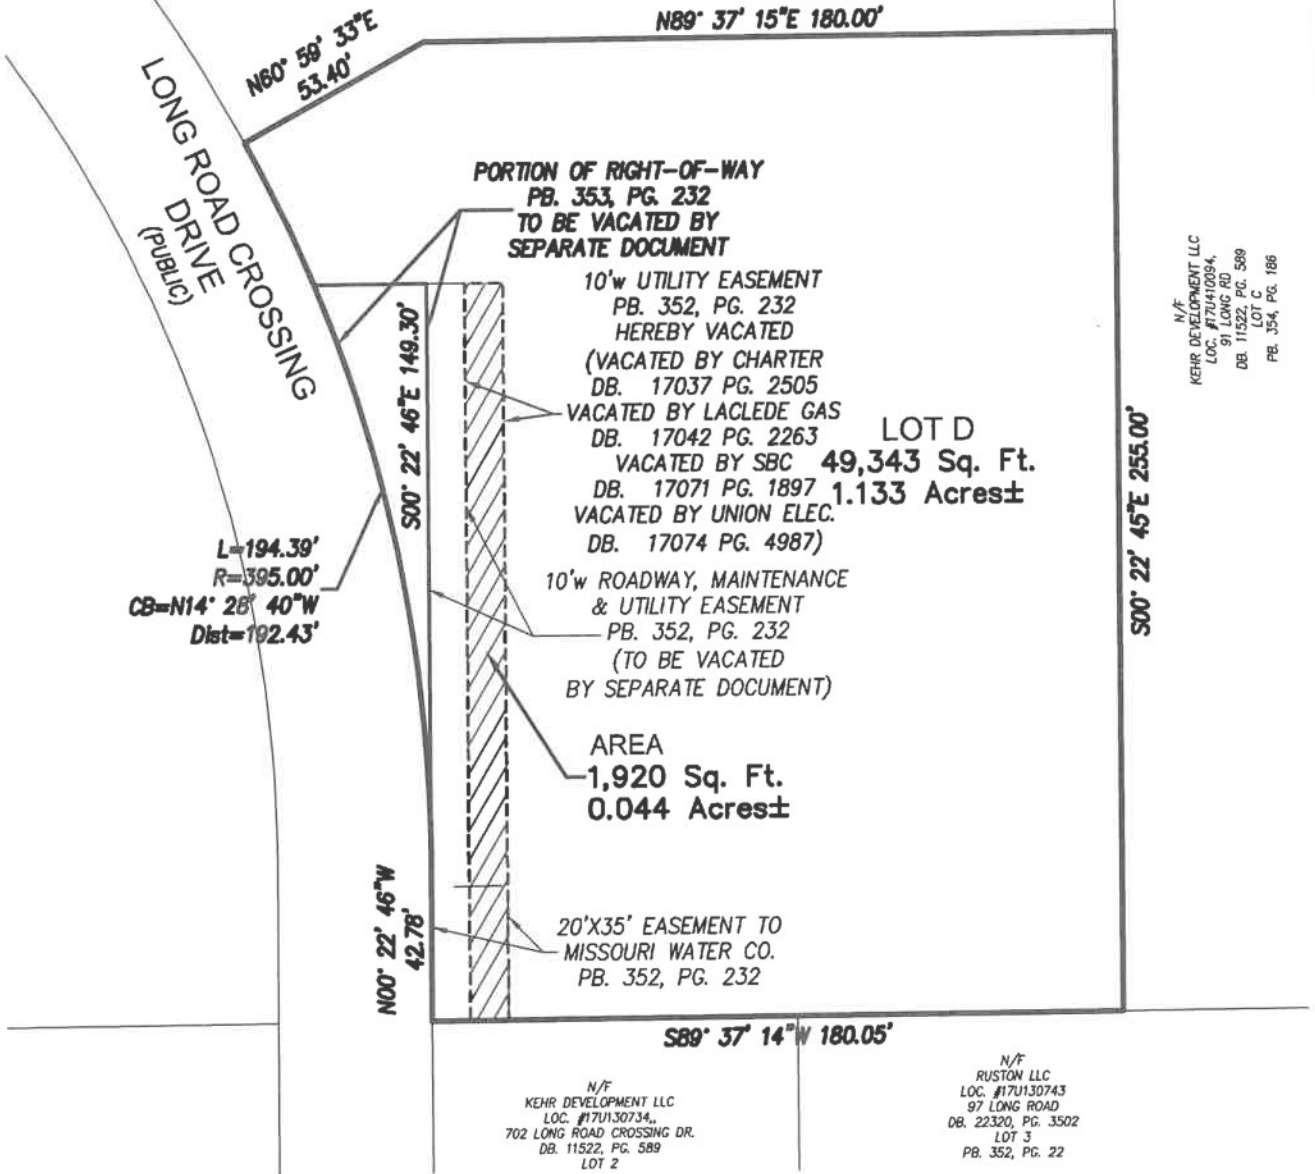 N89° 37' 15"E 180.00'
N60° 59' 33"E
53.40'
LONG ROAD CROSSING
DRIVE
(PUBLIC)
PORTION OF RIGHT-OF-WAY
PB. 353, PG. 232
TO BE VACATED BY
SEPARATE DOCUMENT
10'w UTILITY EASEMENT
PB. 352, PG. 232
HEREBY VACATED
(VACATED BY CHARTER
DB. 17037 PG. 2505
VACATED BY LACLEDE GAS
DB. 17042 PG. 2263
VACATED BY SBC
DB. 17071 PG. 1897
VACATED BY UNION ELEC.
DB. 17074 PG. 4987)
LOT D
49,343 Sq. Ft.
1.133 Acres±
S00° 22' 46"E 149.30'
N/F
KEHR DEVELOPMENT LLC
LOC. #17U410094,
91 LONG RD
DB. 11522, PG. 589
LOT C
PB. 354, PG. 186
S00° 22' 45"E 255.00'
L=194.39'
R=395.00'
CB=N14° 28' 40"W
Dist=192.43'
10'w ROADWAY, MAINTENANCE
& UTILITY EASEMENT
PB. 352, PG. 232
(TO BE VACATED
BY SEPARATE DOCUMENT)
AREA
1,920 Sq. Ft.
0.044 Acres±
N00° 22' 46"W
42.78'
20'X35' EASEMENT TO
MISSOURI WATER CO.
PB. 352, PG. 232
S89° 37' 14"W 180.05'
N/F
KEHR DEVELOPMENT LLC
LOC. #17U130734,,
702 LONG ROAD CROSSING DR.
DB. 11522, PG. 589
LOT 2
N/F
RUSTON LLC
LOC. #17U130743
97 LONG ROAD
DB. 22320, PG. 3502
LOT 3
PB. 352, PG. 22